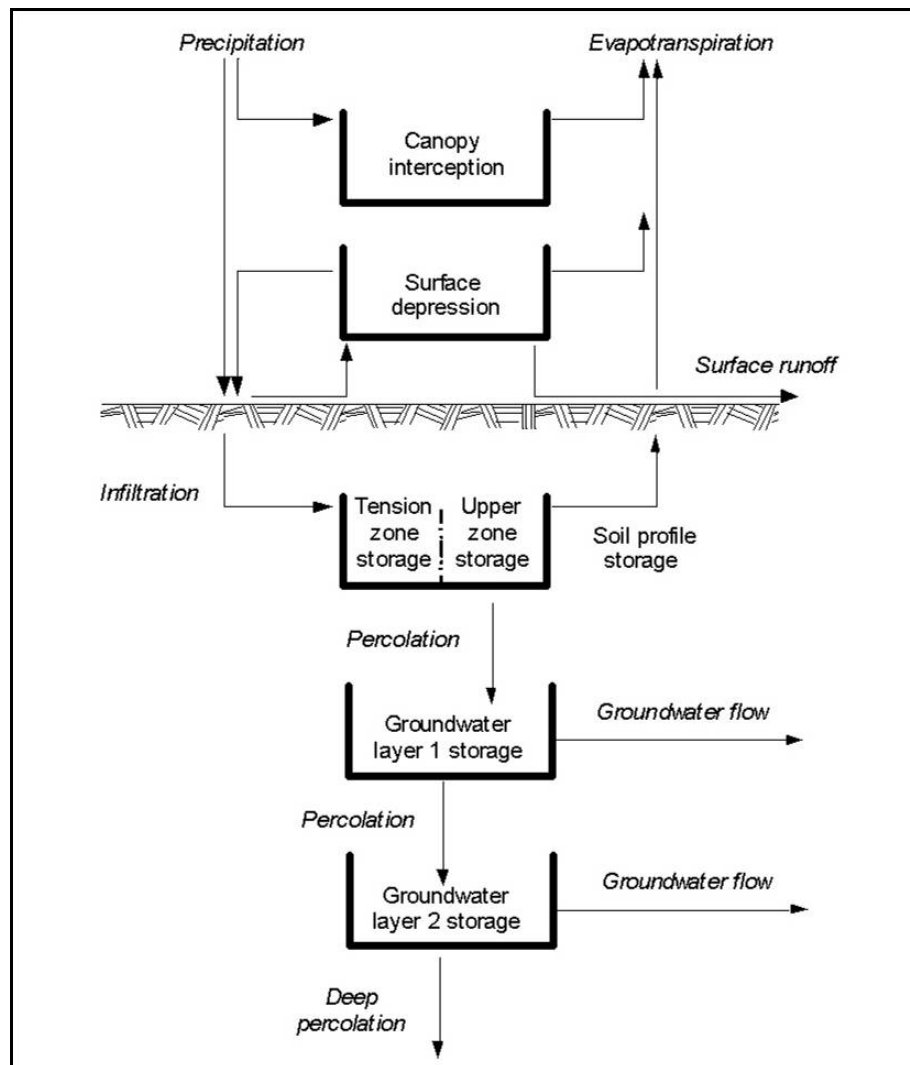 Precipitation
Evapotranspiration
Canopy
interception
Surface
depression
Surface runoff
Infiltration
Tension
zone
storage
Upper
zone
storage
Soil profile
storage
Percolation
Groundwater
layer 1 storage
Groundwater flow
Percolation
Groundwater
layer 2 storage
Groundwater flow
Deep
percolation